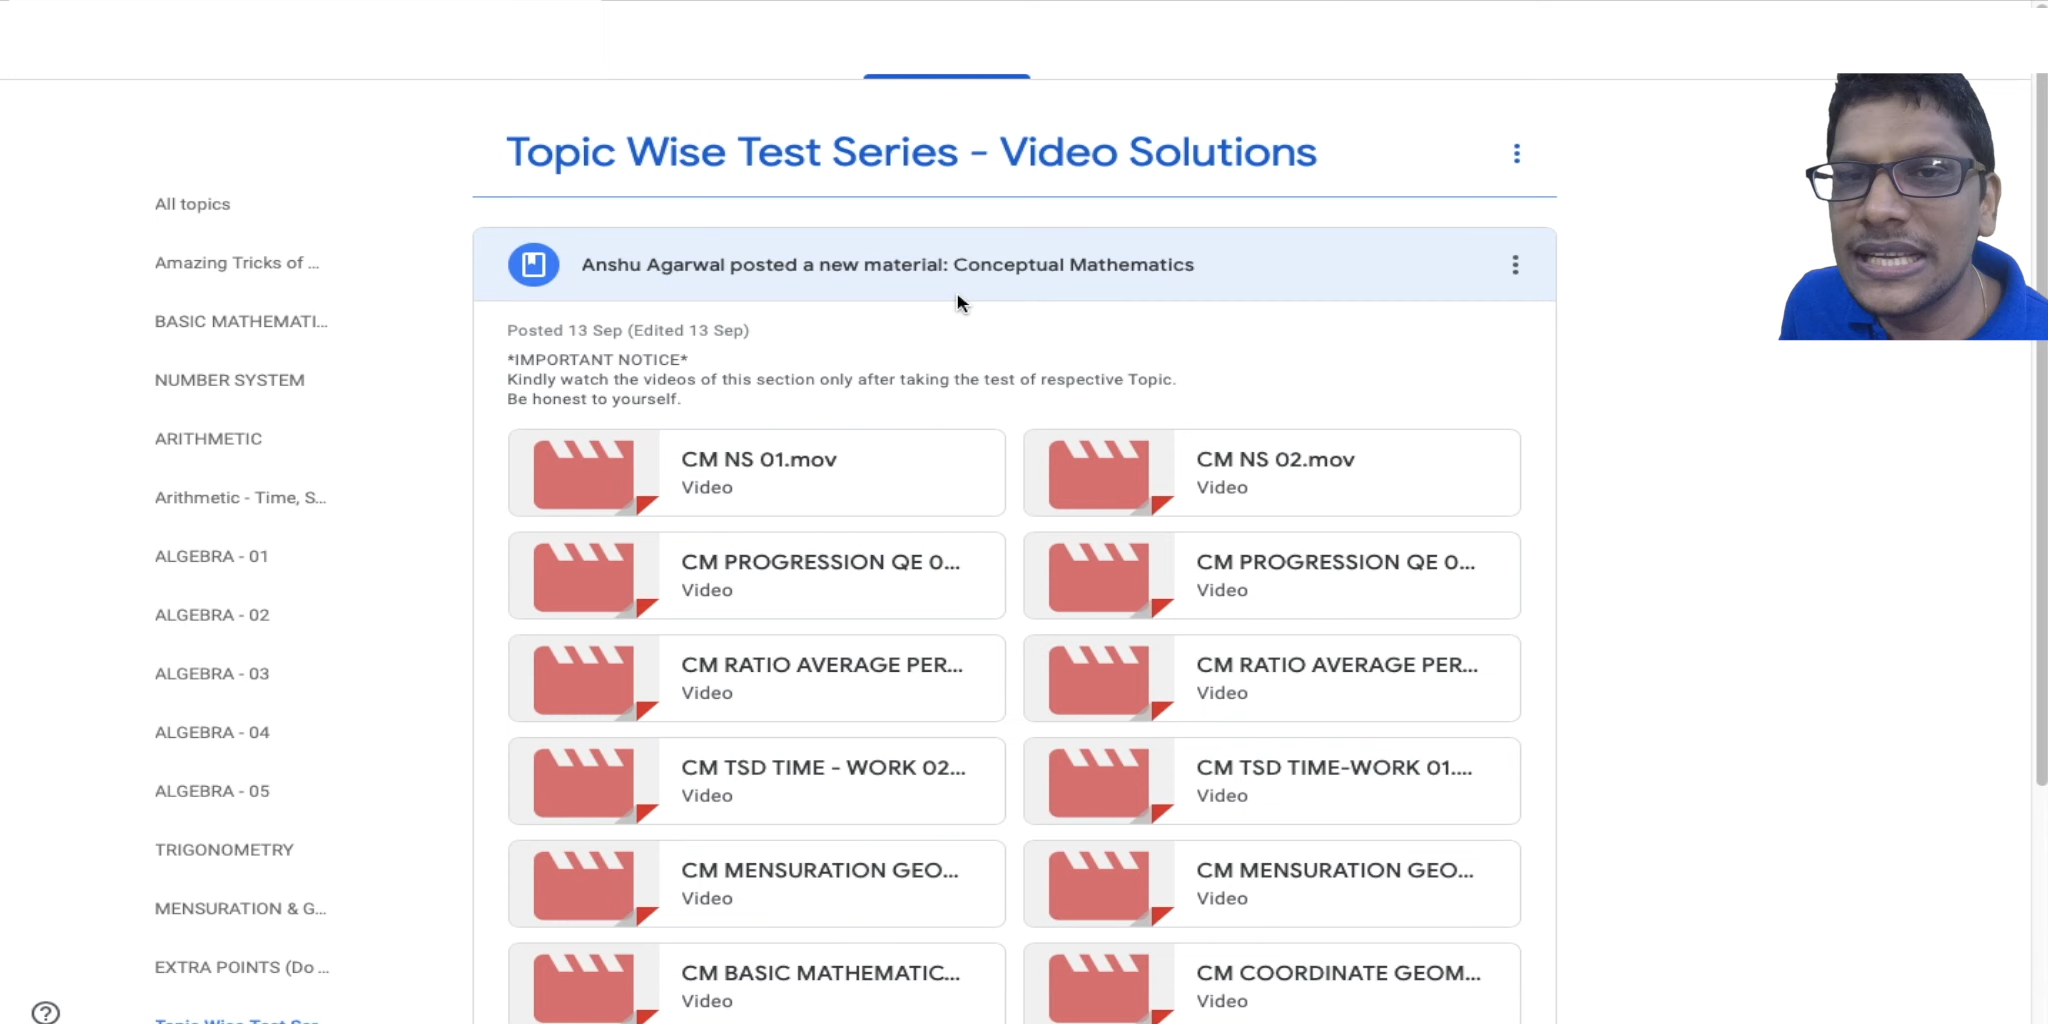 Topic Wise Test Series - Video Solutions
All topics
Amazing Tricks of ...
BASIC MATHEMATI...
NUMBER SYSTEM
ARITHMETIC
Arithmetic - Time, S...
ALGEBRA - 01
ALGEBRA - 02
ALGEBRA - 03
ALGEBRA - 04
ALGEBRA - 05
TRIGONOMETRY
MENSURATION & G...
EXTRA POINTS (Do ...
Topic Wise Test Ser...
Anshu Agarwal posted a new material: Conceptual Mathematics
Posted 13 Sep (Edited 13 Sep)
*IMPORTANT NOTICE*
Kindly watch the videos of this section only after taking the test of respective Topic.
Be honest to yourself.
CM NS 01.mov
Video
CM NS 02.mov
Video
CM PROGRESSION QE 0...
Video
CM PROGRESSION QE 0...
Video
CM RATIO AVERAGE PER...
Video
CM RATIO AVERAGE PER...
Video
CM TSD TIME - WORK 02...
Video
CM TSD TIME-WORK 01....
Video
CM MENSURATION GEO...
Video
CM MENSURATION GEO...
Video
CM BASIC MATHEMATIC...
Video
CM COORDINATE GEOM...
Video